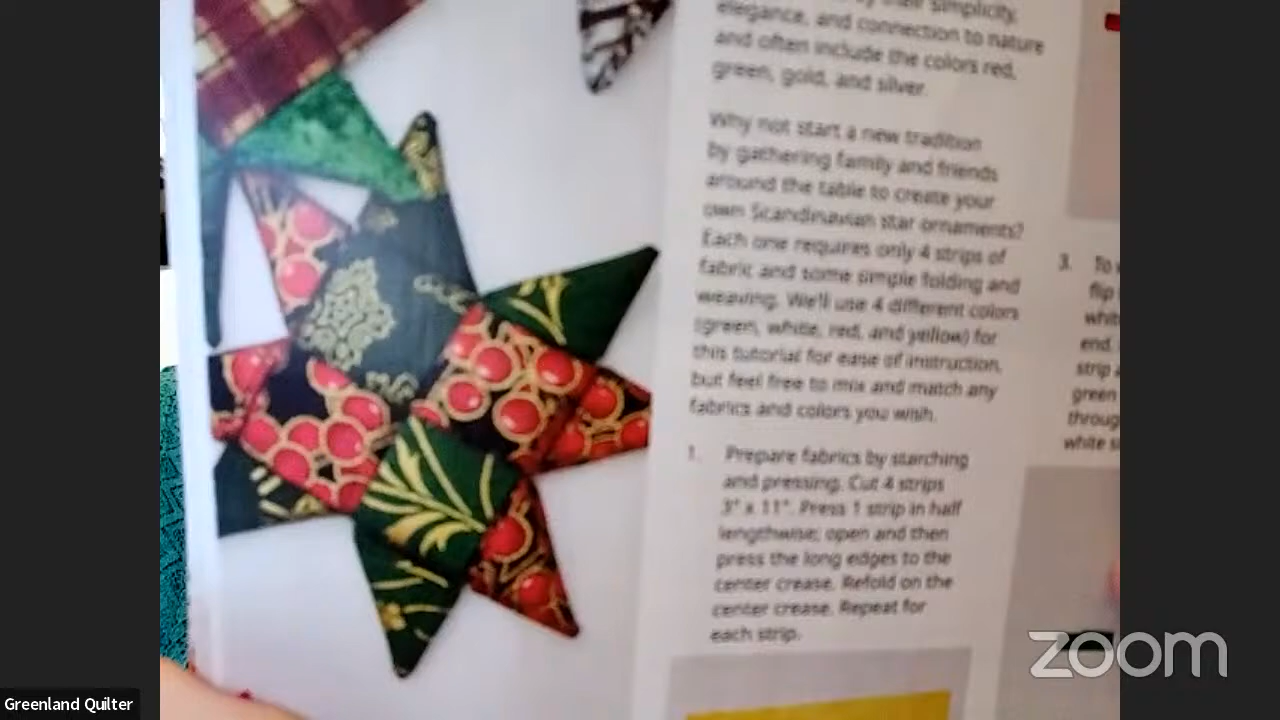 by their simplicity,
elegance, and connection to nature
and often include the colors red,
green, gold, and silver.
Why not start a new tradition
by gathering family and friends
around the table to create your
own Scandinavian star ornaments?
Each one requires only 4 strips of
fabric and some simple folding and
weaving. We'll use 4 different colors
(green, white, red, and yellow) for
this tutorial for ease of instruction,
but feel free to mix and match any
fabrics and colors you wish.
1. Prepare fabrics by starching
and pressing. Cut 4 strips
3" x 11". Press 1 strip in half
lengthwise; open and then
press the long edges to the
center crease. Refold on the
center crease. Repeat for
each strip.
3. To
flip
whit
end.
strip
green
throug
white s
zoom
Greenland Quilter